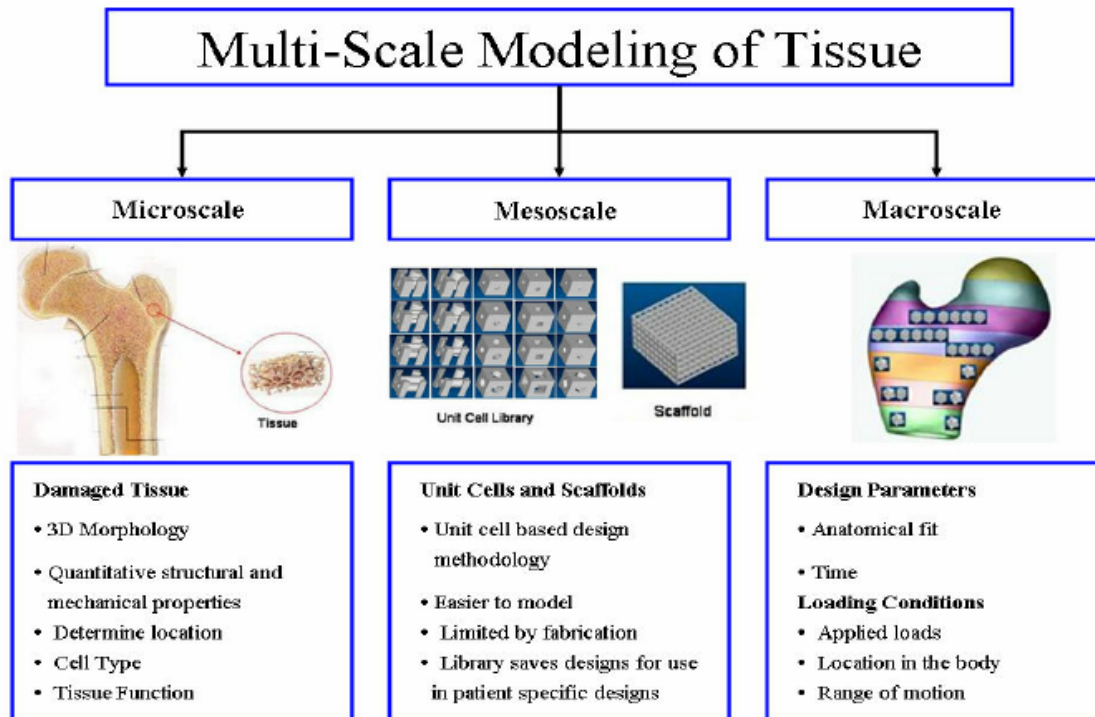 Multi-Scale Modeling of Tissue
Microscale
Mesoscale
Macroscale
Tissue
Unit Cell Library
Scaffold
Damaged Tissue
• 3D Morphology
• Quantitative structural and
mechanical properties
• Determine location
• Cell Type
• Tissue Function
Unit Cells and Scaffolds
• Unit cell based design
methodology
• Easier to model
• Limited by fabrication
• Library saves designs for use
in patient specific designs
Design Parameters
• Anatomical fit
• Time
Loading Conditions
• Applied loads
• Location in the body
• Range of motion